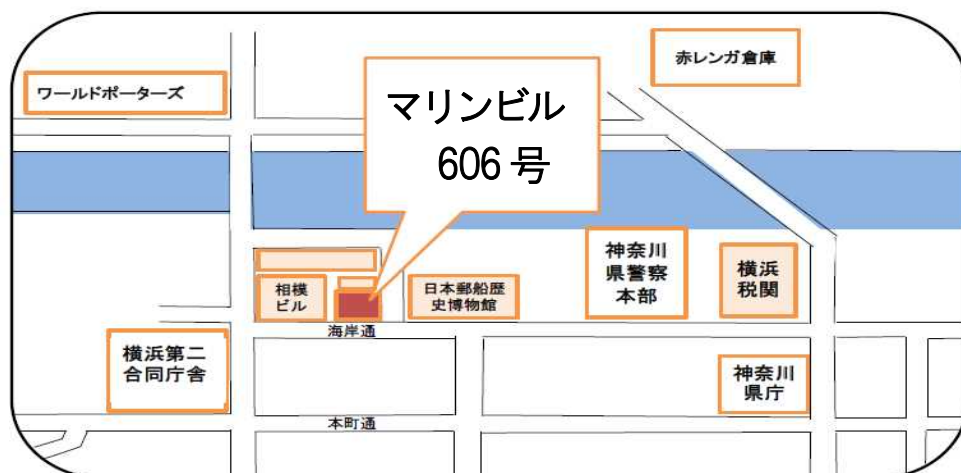 赤レンガ倉庫
ワールドポーターズ
マリンビル
606 号
神奈川
県警察
本部
横浜
税関
相模
ビル
日本郵船歴
史博物館
海岸通
横浜第二
合同庁舎
神奈川
県庁
本町通